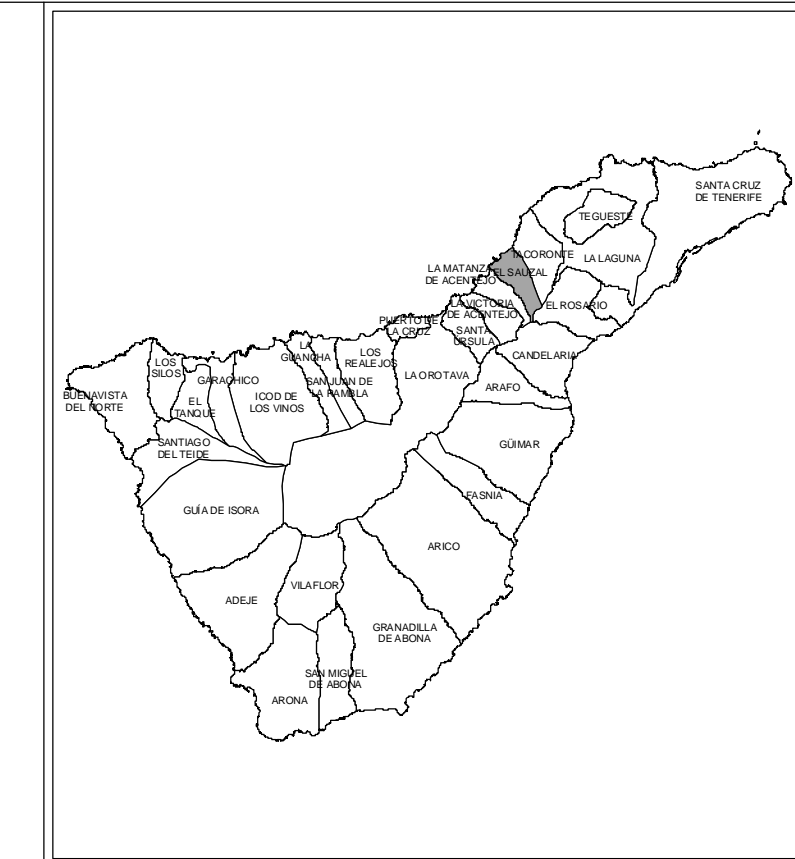 SANTA CRUZ
DE TENERIFE
TEGUESTE
TACORONTE
LA LAGUNA
LA MATANZA
DE ACENTEJO
EL SAUZAL
LA VICTORIA
DE ACENTEJO
EL ROSARIO
PUERTO DE
LA CRUZ
SANTA
ÚRSULA
CANDELARIA
LA
GUANCHA
LOS
REALEJOS
LA OROTAVA
ARAFO
LOS
SILOS
GARACHICO
SAN JUAN DE
LA RAMBLA
BUENAVISTA
DEL NORTE
EL
TANQUE
ICOD DE
LOS VINOS
SANTIAGO
DEL TEIDE
GÜIMAR
FASNIA
GUÍA DE ISORA
ARICO
VILAFLOR
ADEJE
GRANADILLA
DE ABONA
SAN MIGUEL
DE ABONA
ARONA